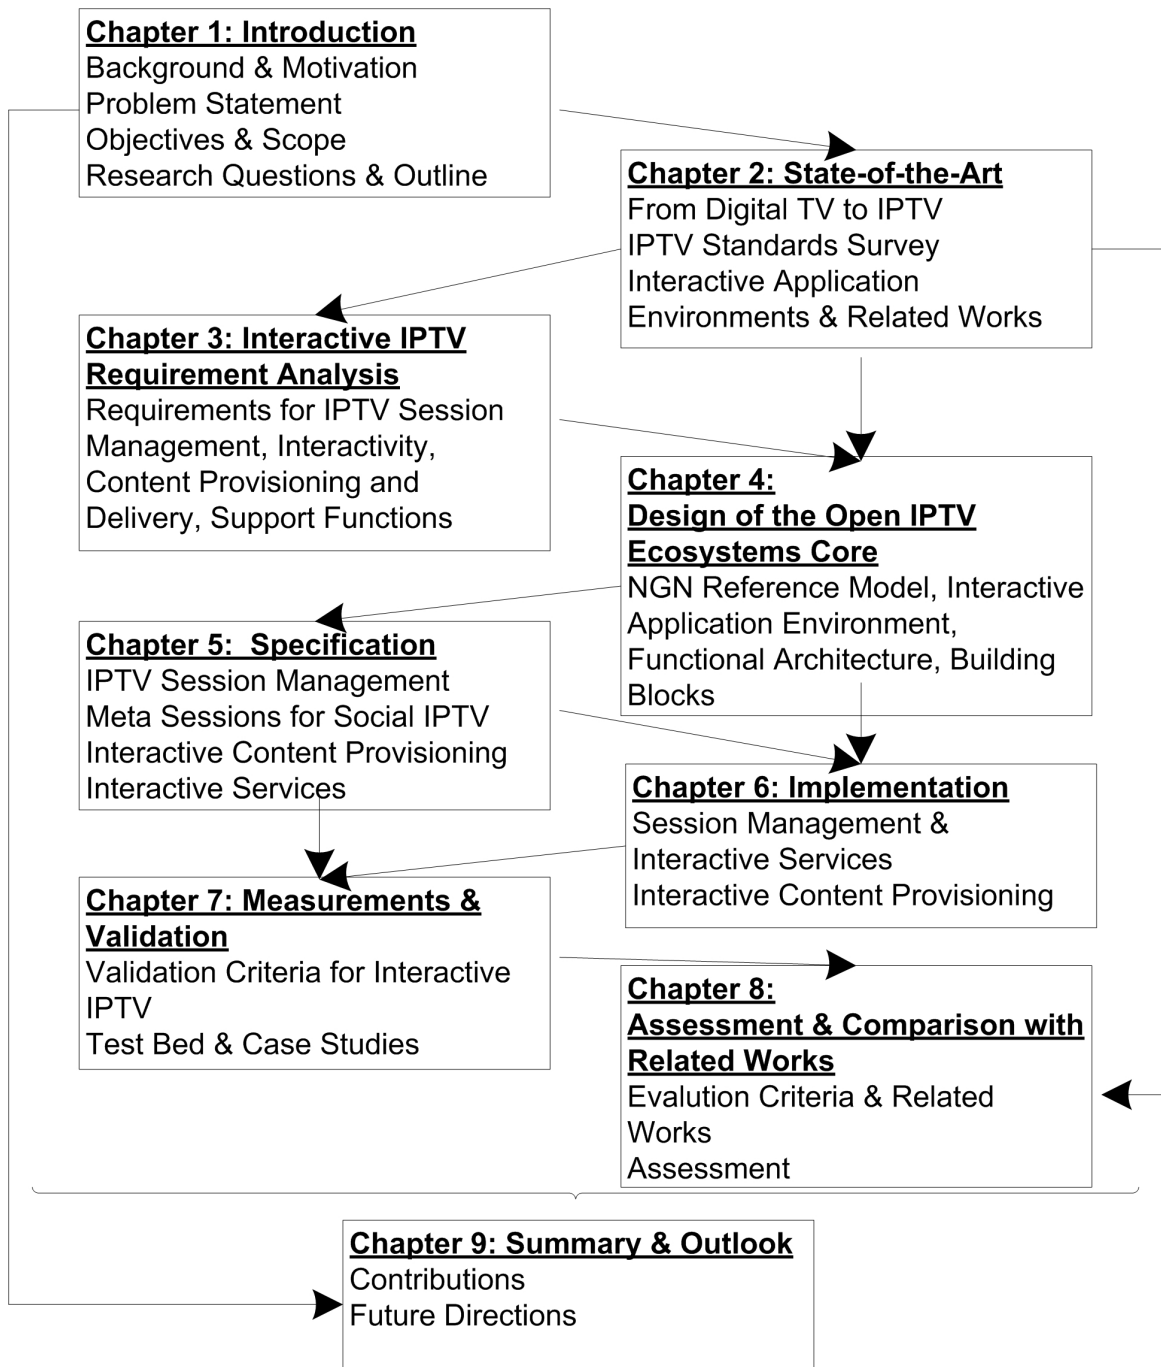 Chapter 1: Introduction
Background & Motivation
Problem Statement
Objectives & Scope
Research Questions & Outline
Chapter 2: State-of-the-Art
From Digital TV to IPTV
IPTV Standards Survey
Interactive Application
Environments & Related Works
Chapter 3: Interactive IPTV
Requirement Analysis
Requirements for IPTV Session
Management, Interactivity,
Content Provisioning and
Delivery, Support Functions
Chapter 4:
Design of the Open IPTV
Ecosystems Core
NGN Reference Model, Interactive
Application Environment,
Functional Architecture, Building
Blocks
Chapter 5:  Specification
IPTV Session Management
Meta Sessions for Social IPTV
Interactive Content Provisioning
Interactive Services
Chapter 6: Implementation
Session Management &
Interactive Services
Interactive Content Provisioning
Chapter 7: Measurements &
Validation
Validation Criteria for Interactive
IPTV
Test Bed & Case Studies
Chapter 8:
Assessment & Comparison with
Related Works
Evalution Criteria & Related
Works
Assessment
Chapter 9: Summary & Outlook
Contributions
Future Directions